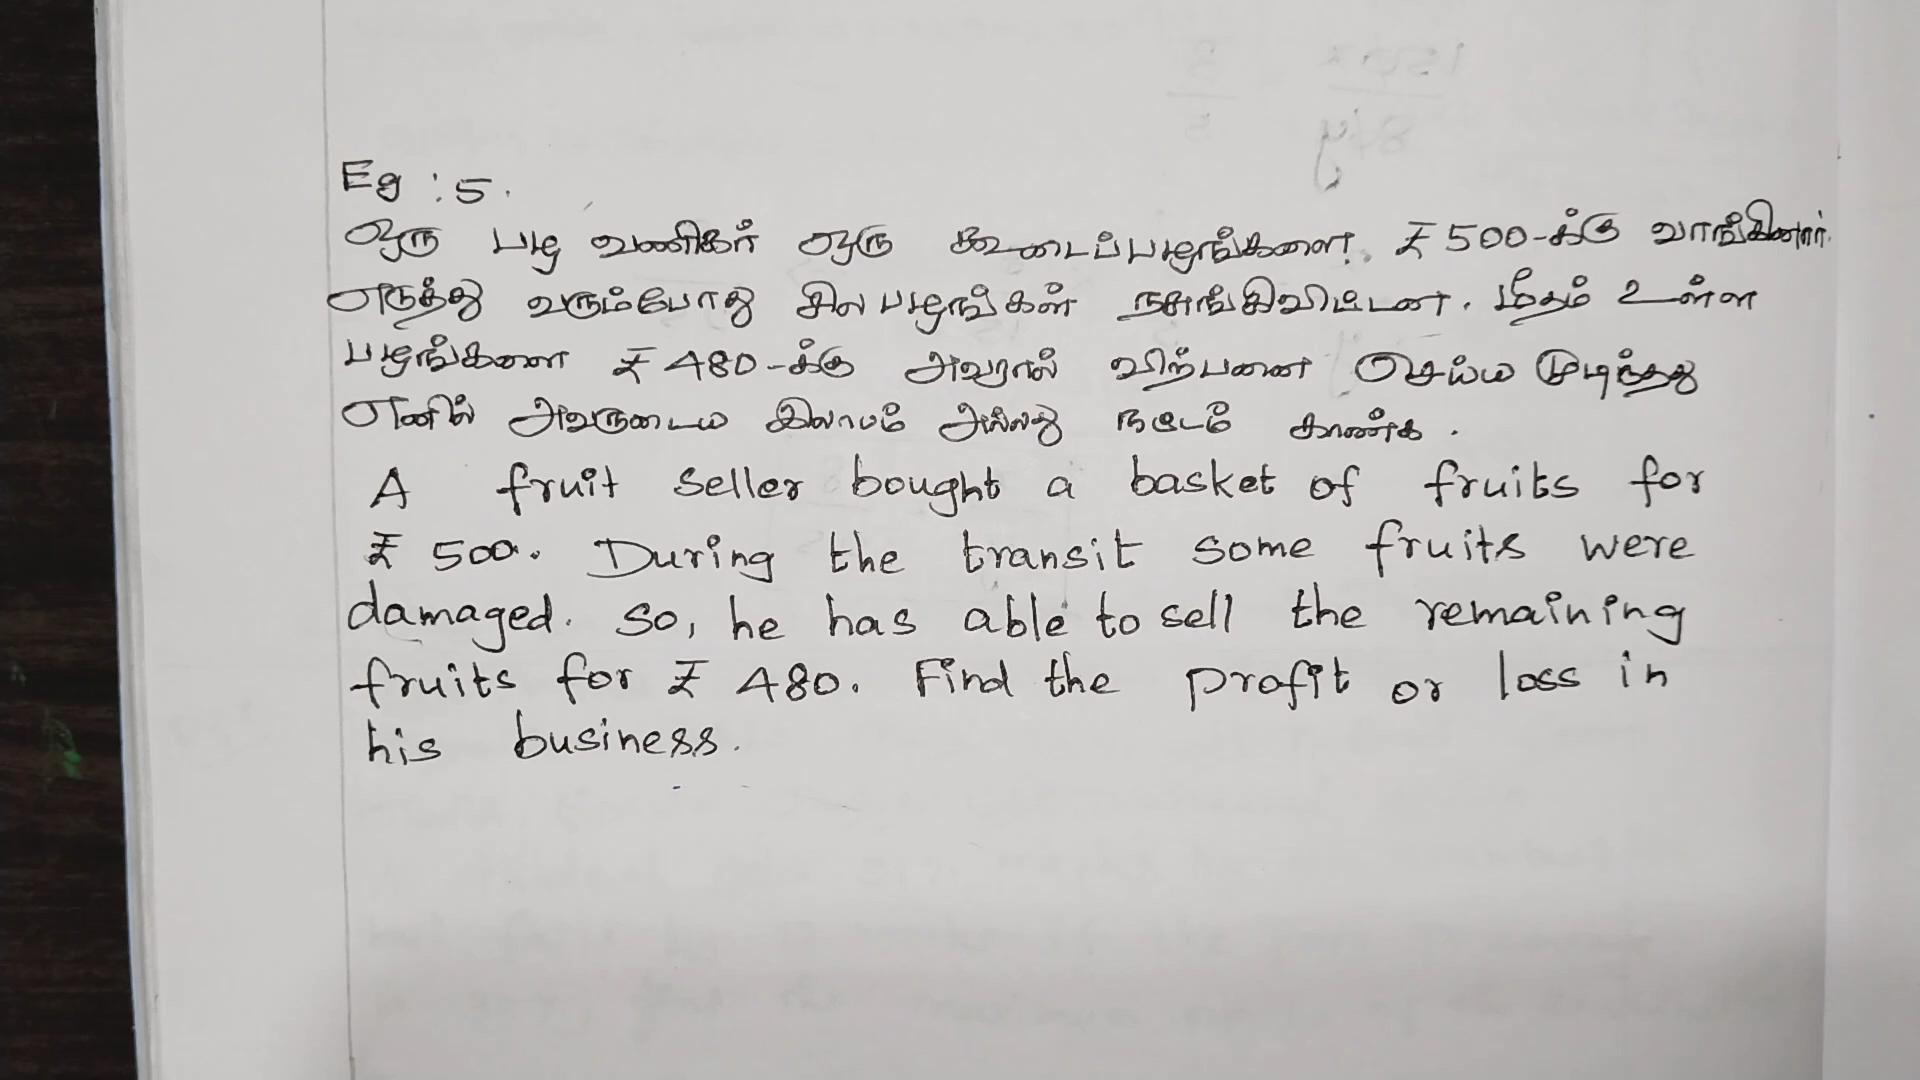 Eg : 5.
ஒரு பழ வணிகர் ஒரு கூடைப்பழங்களை ₹ 500-க்கு வாங்கினார்.
எடுத்து வரும்போது சில பழங்கள் நசுங்கிவிட்டன. மீதம் உள்ள
பழங்களை ₹ 480-க்கு அவரால் விற்பனை செய்ய முடிந்தது
எனில் அவருடைய இலாபம் அல்லது நட்டம் காண்க.
A fruit seller bought a basket of fruits for
₹ 500. During the transit some fruits were
damaged. So, he has able to sell the remaining
fruits for ₹ 480. Find the profit or loss in
his business.